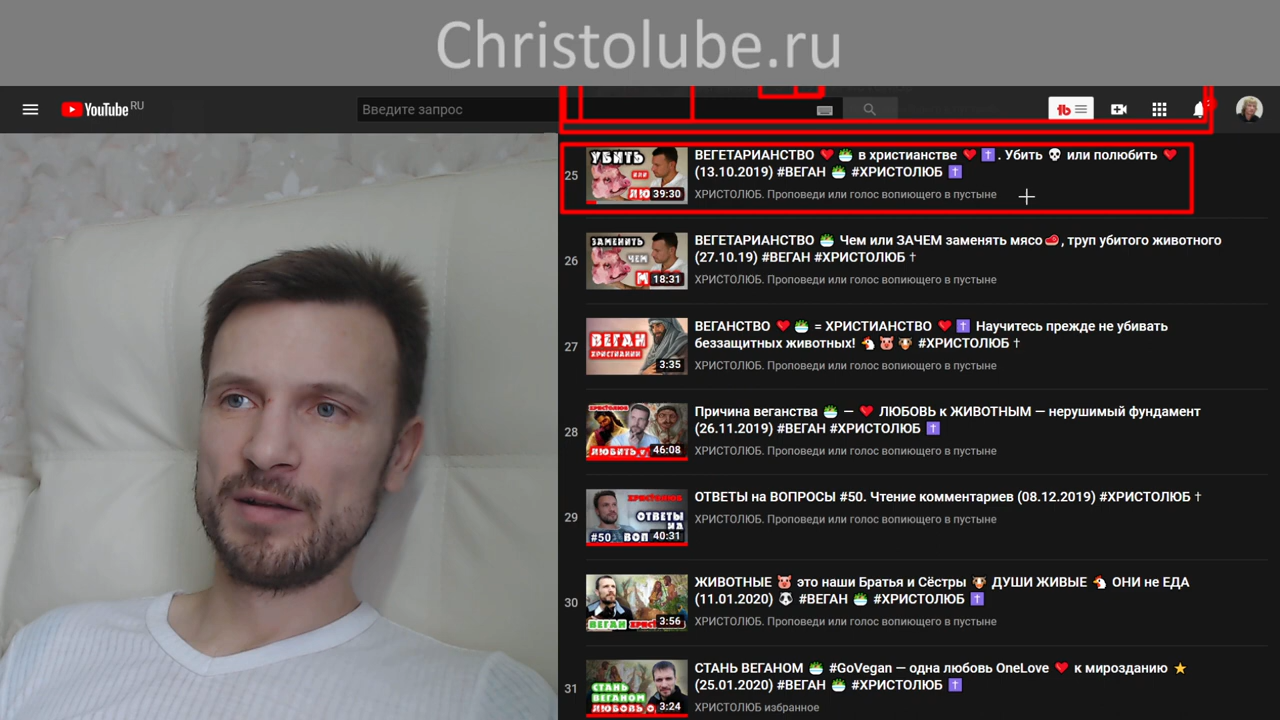 Christolube.ru
YouTube RU
Введите запрос
25
УБИТЬ
ИЛИ
ЛЮ
39:30
ВЕГЕТАРИАНСТВО ❤️ 🥗 в христианстве ❤️ ✝️. Убить 💀 или полюбить ❤️
(13.10.2019) #ВЕГАН 🥗 #ХРИСТОЛЮБ ✝️
ХРИСТОЛЮБ. Проповеди или голос вопиющего в пустыне
26
ЗАМЕНИТЬ
ЧЕМ
М
18:31
ВЕГЕТАРИАНСТВО 🥗 Чем или ЗАЧЕМ заменять мясо🥩, труп убитого животного
(27.10.19) #ВЕГАН #ХРИСТОЛЮБ †
ХРИСТОЛЮБ. Проповеди или голос вопиющего в пустыне
27
ВЕГАН
ХРИСТИАНИН
3:35
ВЕГАНСТВО ❤️ 🥗 = ХРИСТИАНСТВО ❤️ ✝️ Научитесь прежде не убивать
беззащитных животных! 🐔 🐷 🐮 #ХРИСТОЛЮБ †
ХРИСТОЛЮБ. Проповеди или голос вопиющего в пустыне
28
ХРИСТОЛЮБ
ЛЮБИТЬ
46:08
Причина веганства 🥗 — ❤️ ЛЮБОВЬ к ЖИВОТНЫМ — нерушимый фундамент
(26.11.2019) #ВЕГАН #ХРИСТОЛЮБ ✝️
ХРИСТОЛЮБ. Проповеди или голос вопиющего в пустыне
29
ХРИСТОЛЮБ
ОТВЕТЫ
НА
#50 ВОП
40:31
ОТВЕТЫ на ВОПРОСЫ #50. Чтение комментариев (08.12.2019) #ХРИСТОЛЮБ †
ХРИСТОЛЮБ. Проповеди или голос вопиющего в пустыне
30
ВЕГАН
3:56
ЖИВОТНЫЕ 🐷 это наши Братья и Сёстры 🐮 ДУШИ ЖИВЫЕ 🐔 ОНИ не ЕДА
(11.01.2020) 🐼 #ВЕГАН 🥗 #ХРИСТОЛЮБ ✝️
ХРИСТОЛЮБ. Проповеди или голос вопиющего в пустыне
31
СТАНЬ
ВЕГАНОМ
ЛЮБОВЬ О
3:24
СТАНЬ ВЕГАНОМ 🥗 #GoVegan — одна любовь OneLove ❤️ к мирозданию ⭐
(25.01.2020) #ВЕГАН 🥗 #ХРИСТОЛЮБ ✝️
ХРИСТОЛЮБ избранное